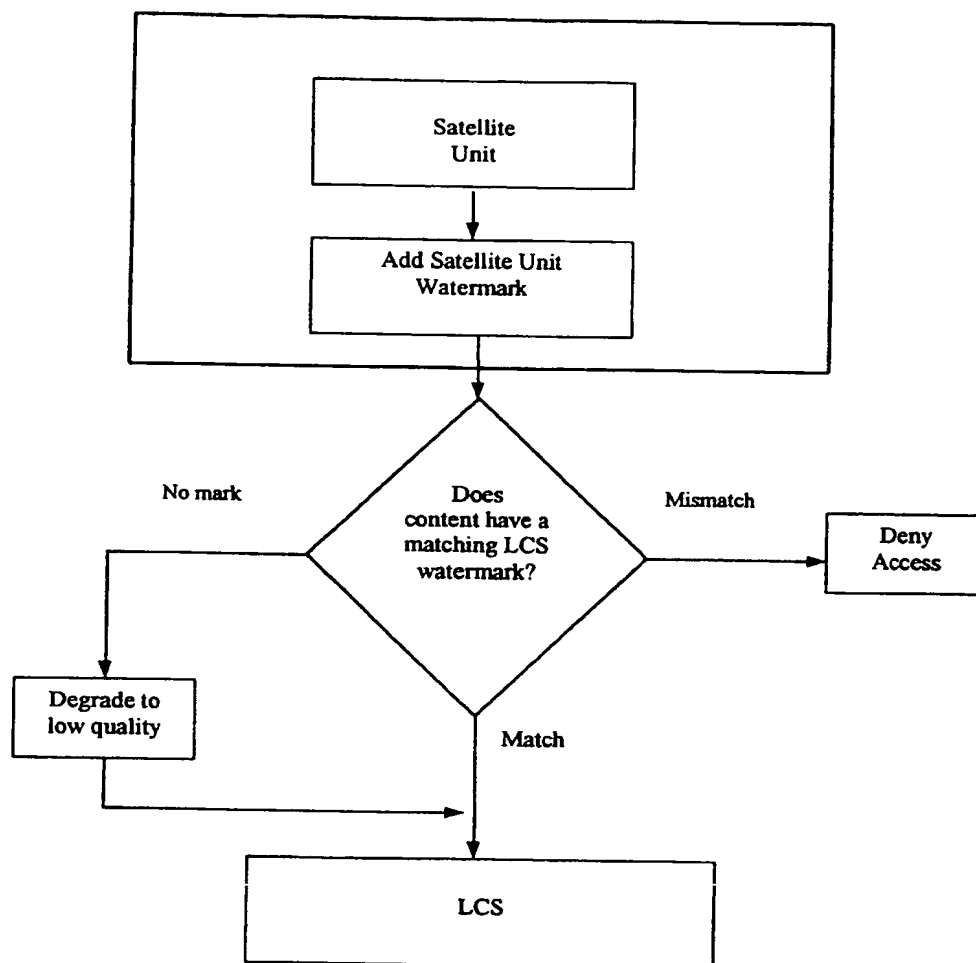 Satellite
Unit
Add Satellite Unit
Watermark
No mark
Does
content have a
matching LCS
watermark?
Mismatch
Deny
Access
Degrade to
low quality
Match
LCS